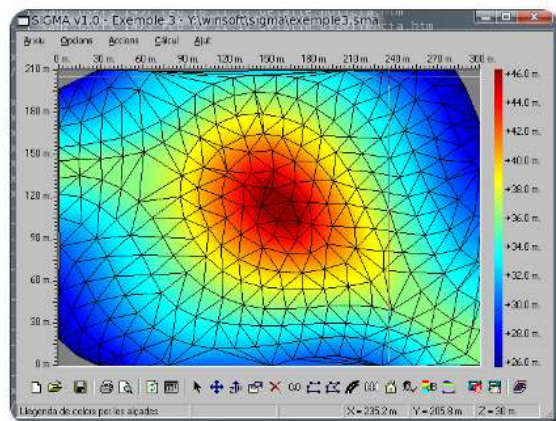 SIGMA V1.0 - Exemple 3 - Y:\winsoft\sigma\exemple3.sma
Arxiu Opcions Accions Càlcul Ajut
0 m. 30 m. 60 m. 90 m. 120 m. 150 m. 180 m. 210 m. 240 m. 270 m. 300 m.
210 m.
180 m.
150 m.
120 m.
90 m.
60 m.
30 m.
0 m.
+46.0 m.
+44.0 m.
+42.0 m.
+40.0 m.
+38.0 m.
+36.0 m.
+34.0 m.
+32.0 m.
+30.0 m.
+28.0 m.
+26.0 m.
Llegenda de colors per les alçades
X = 235.2 m.
Y = 205.8 m.
Z = 30 m.